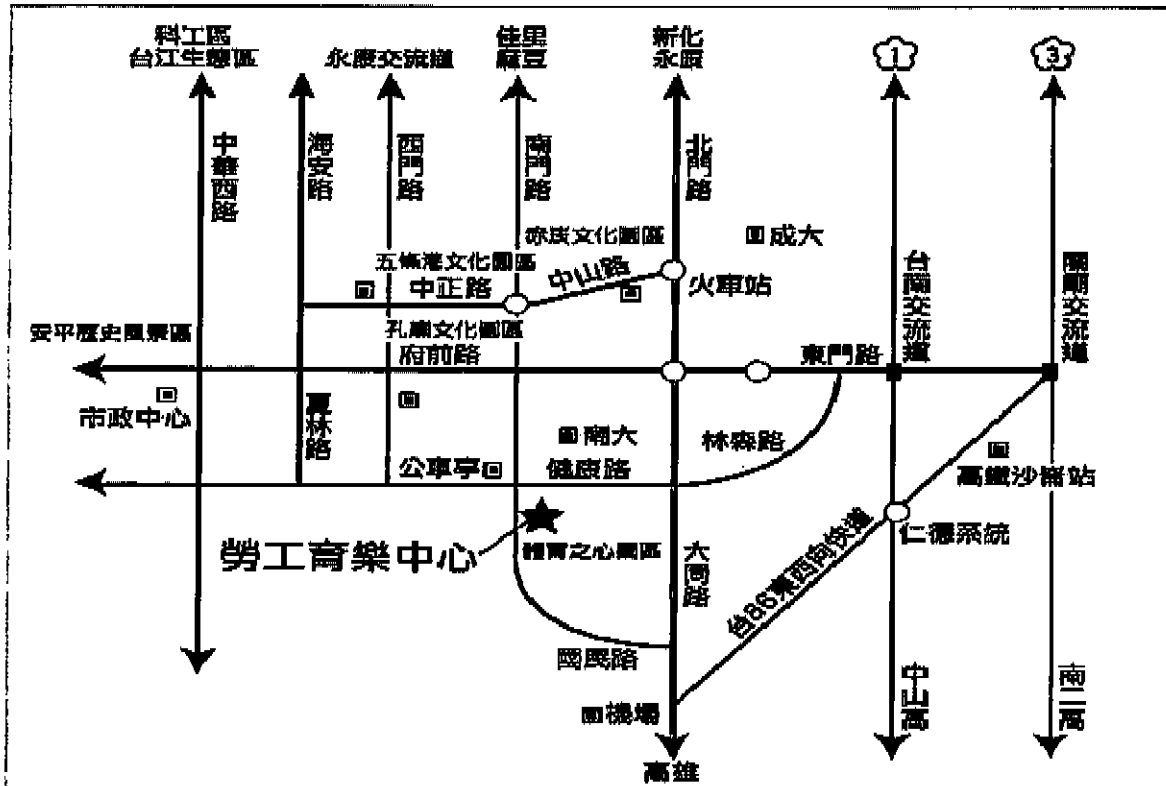 科工區
台江生態區
永康交流道
佳里
麻豆
新化
永康
1
3
中華西路
海安路
西門路
南門路
北門路
赤崁文化園區
成大
五條港文化園區
中正路
中山路
火車站
台南交流道
關廟交流道
安平歷史風景區
孔廟文化園區
府前路
東門路
市政中心
夏林路
南大
林森路
公車亭
健康路
高鐵沙崙站
仁德系統
勞工育樂中心
體育之心園區
大同路
台86東西向快道
國民路
機場
中山高
南二高
高雄